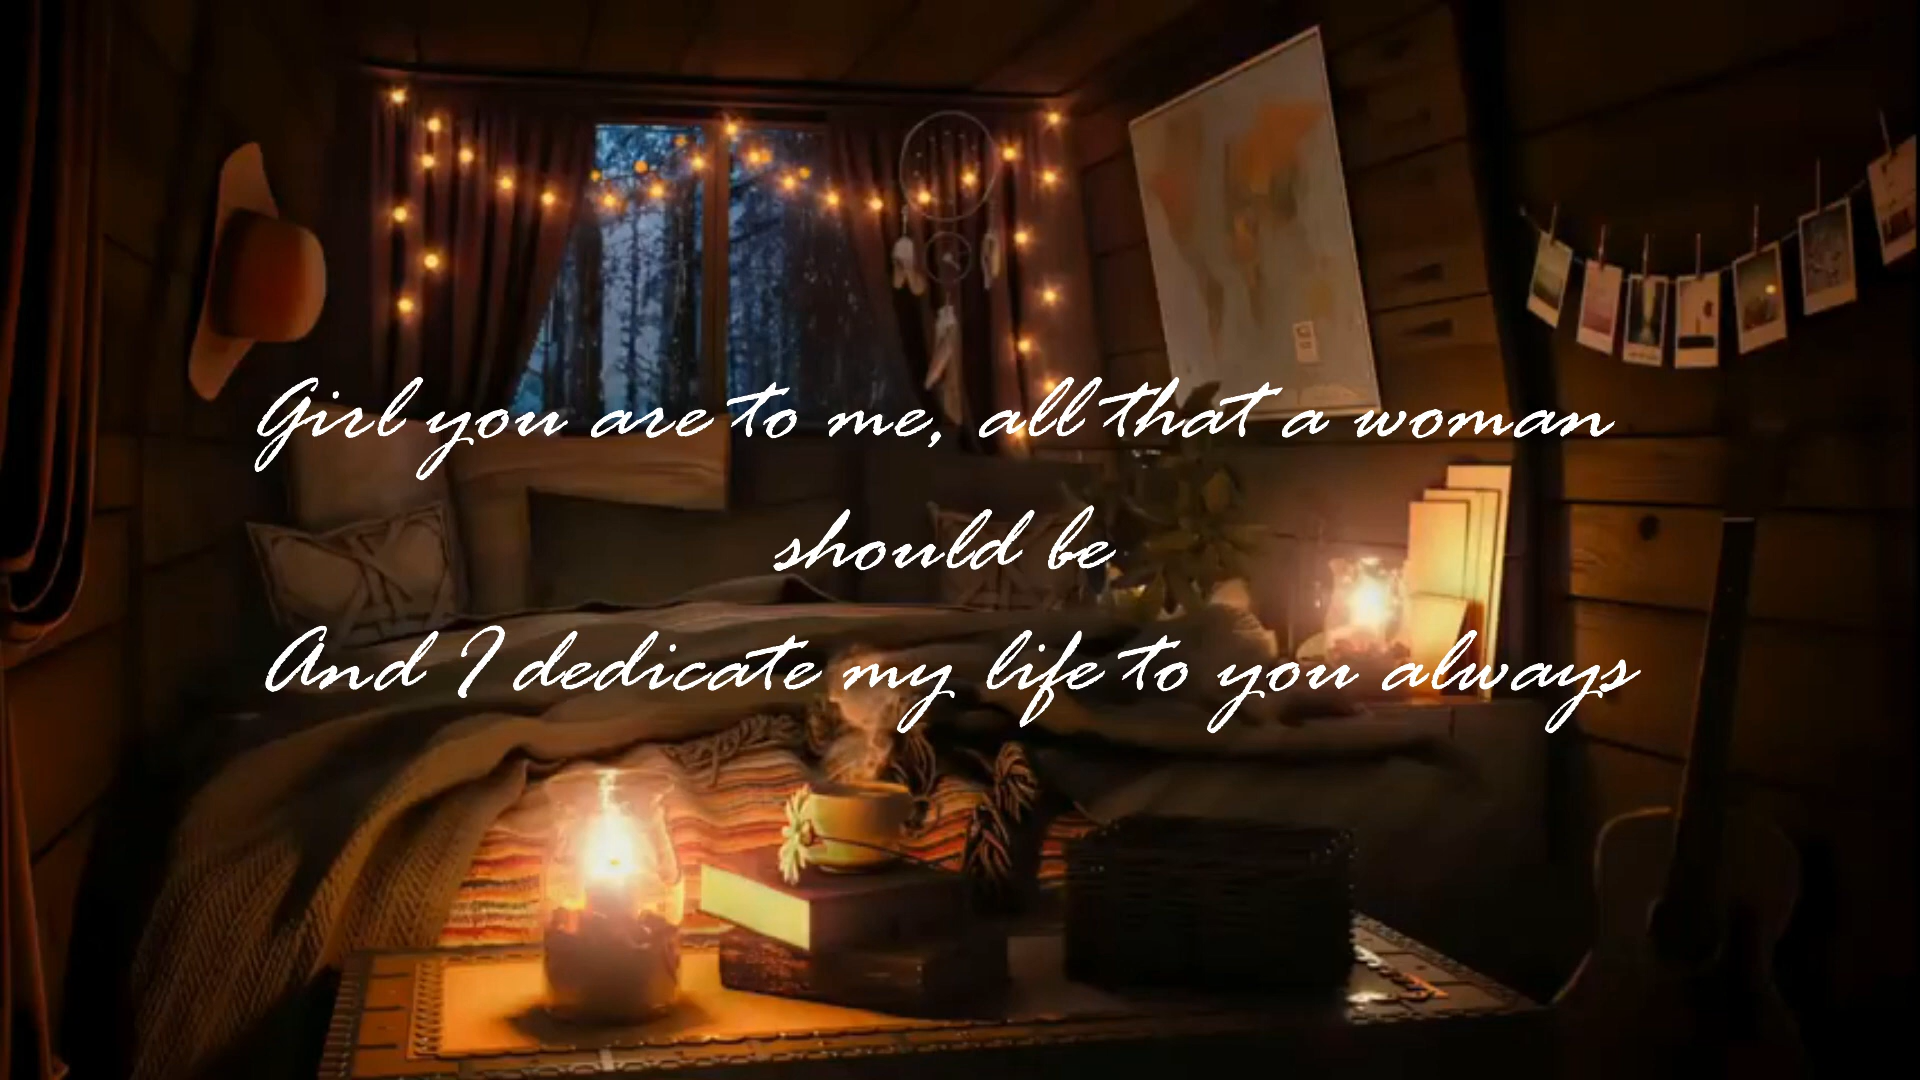 Girl you are to me, all that a woman
should be
And I dedicate my life to you always